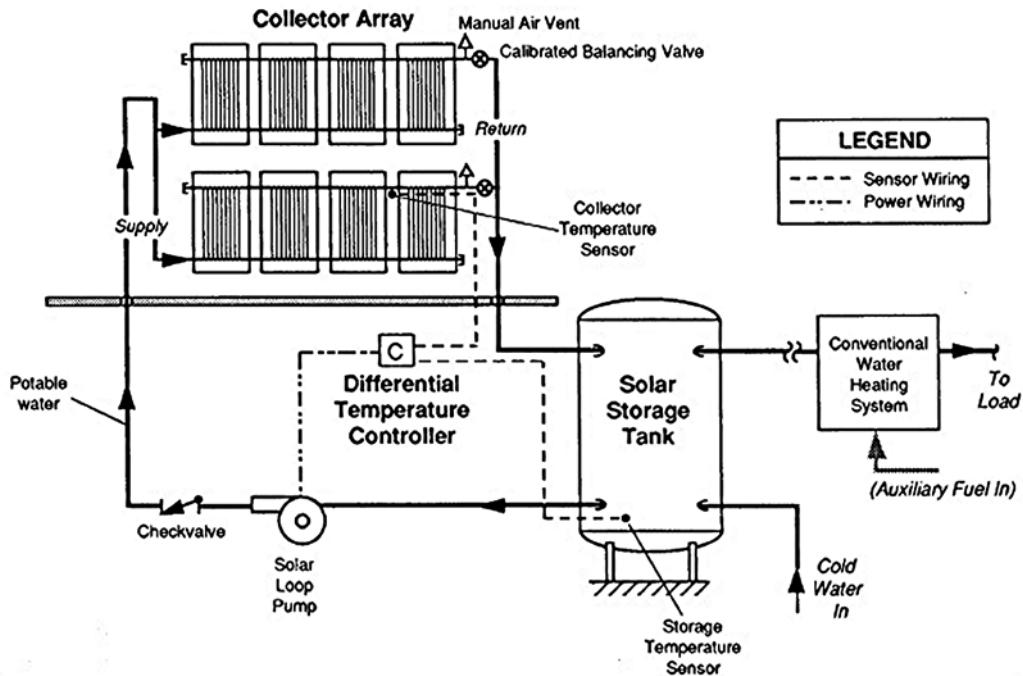 Collector Array
Manual Air Vent
Calibrated Balancing Valve
Return
Supply
Collector
Temperature
Sensor
LEGEND
Sensor Wiring
Power Wiring
C
Differential
Temperature
Controller
Potable
water
Solar
Storage
Tank
Conventional
Water
Heating
System
To
Load
(Auxiliary Fuel In)
Checkvalve
Solar
Loop
Pump
Cold
Water
In
Storage
Temperature
Sensor